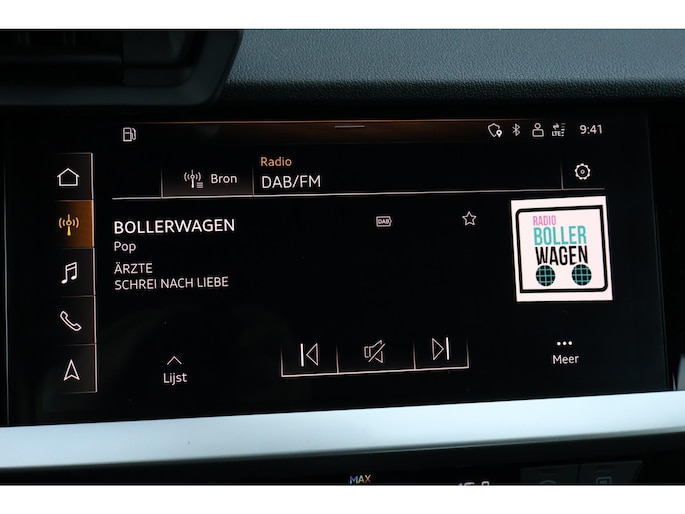 LTE
9:41
Radio
Bron
DAB/FM
BOLLERWAGEN
DAB
Pop
ÄRZTE
SCHREI NACH LIEBE
RADIO
BOLLER
WAGEN
Lijst
Meer
MAX